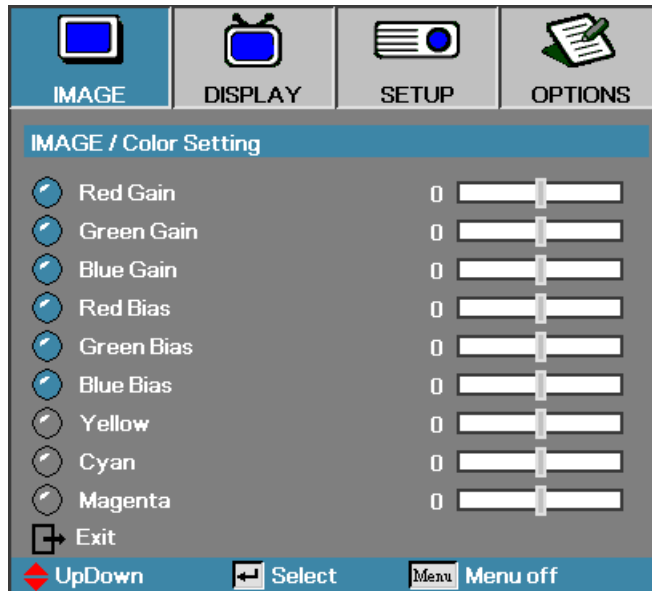 IMAGE DISPLAY SETUP OPTIONS
IMAGE / Color Setting
Red Gain 0
Green Gain 0
Blue Gain 0
Red Bias 0
Green Bias 0
Blue Bias 0
Yellow 0
Cyan 0
Magenta 0
Exit
UpDown Select Menu Menu off